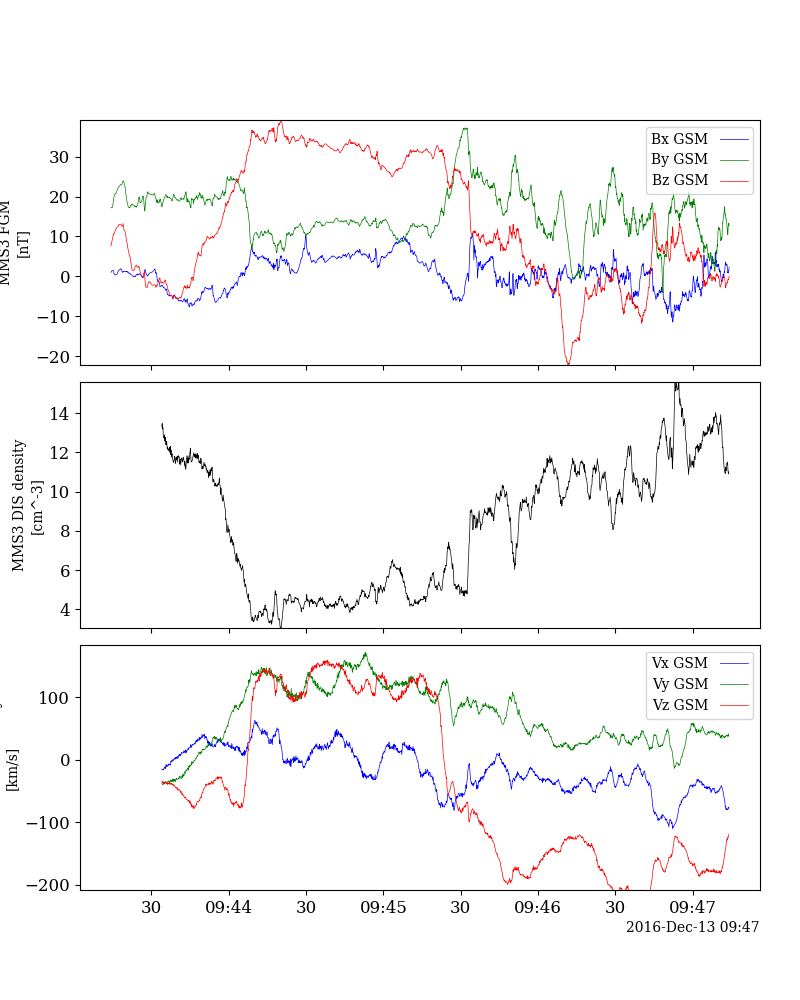 30
20
10
0
−10
−20
MMS3 FGM
[nT]
Bx GSM
By GSM
Bz GSM
14
12
10
8
6
4
MMS3 DIS density
[cm^-3]
100
0
−100
−200
[km/s]
Vx GSM
Vy GSM
Vz GSM
30 09:44 30 09:45 30 09:46 30 09:47
2016-Dec-13 09:47